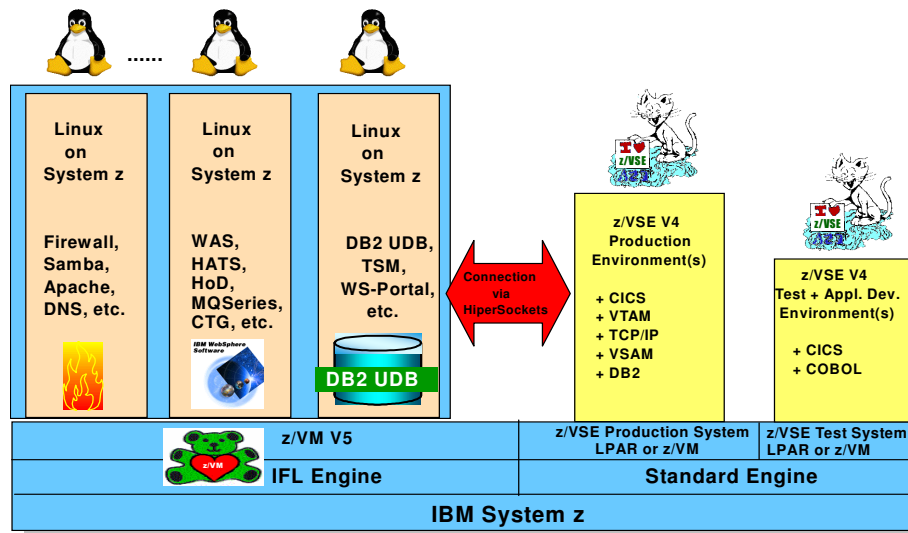 ......
Linux
on
System z
Firewall,
Samba,
Apache,
DNS, etc.
Linux
on
System z
WAS,
HATS,
HoD,
MQSeries,
CTG, etc.
IBM WebSphere
Software
Linux
on
System z
DB2 UDB,
TSM,
WS-Portal,
etc.
DB2 UDB
Connection
via
HiperSockets
I
z/VSE
z/VSE V4
Production
Environment(s)
+ CICS
+ VTAM
+ TCP/IP
+ VSAM
+ DB2
I
z/VSE
z/VSE V4
Test + Appl. Dev.
Environment(s)
+ CICS
+ COBOL
z/VM V5
z/VSE Production System
LPAR or z/VM
z/VSE Test System
LPAR or z/VM
z/VM
IFL Engine
Standard Engine
IBM System z